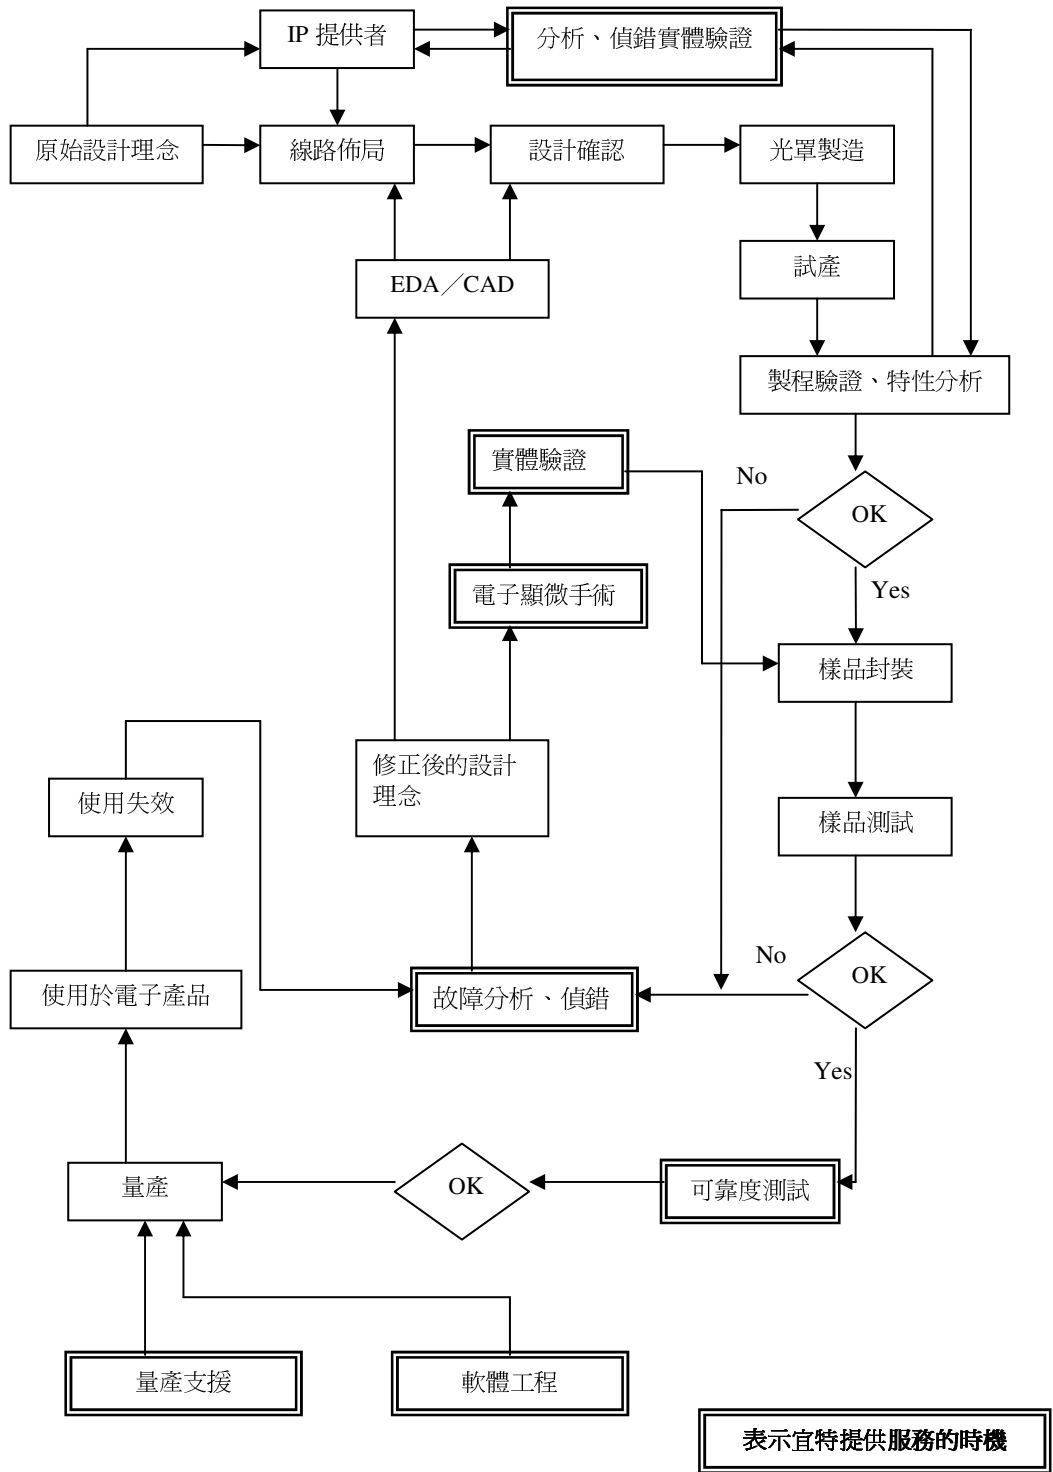 IP 提供者
分析、偵錯實體驗證
原始設計理念
線路佈局
設計確認
光罩製造
試產
EDA／CAD
製程驗證、特性分析
實體驗證
No
OK
電子顯微手術
Yes
樣品封裝
修正後的設計
理念
使用失效
樣品測試
No
OK
使用於電子產品
故障分析、偵錯
Yes
量產
OK
可靠度測試
量產支援
軟體工程
表示宜特提供服務的時機